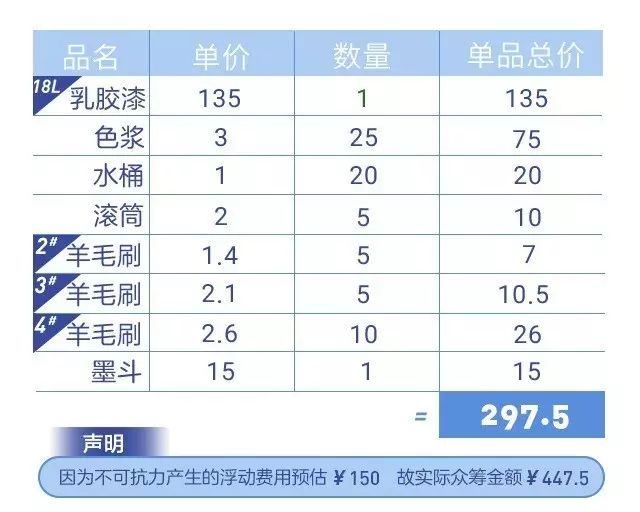 品名 单价 数量 单品总价
18L 乳胶漆 135 1 135
色浆 3 25 75
水桶 1 20 20
滚筒 2 5 10
2# 羊毛刷 1.4 5 7
3# 羊毛刷 2.1 5 10.5
4# 羊毛刷 2.6 10 26
墨斗 15 1 15
= 297.5
声明
因为不可抗力产生的浮动费用预估¥150 故实际众筹金额¥447.5